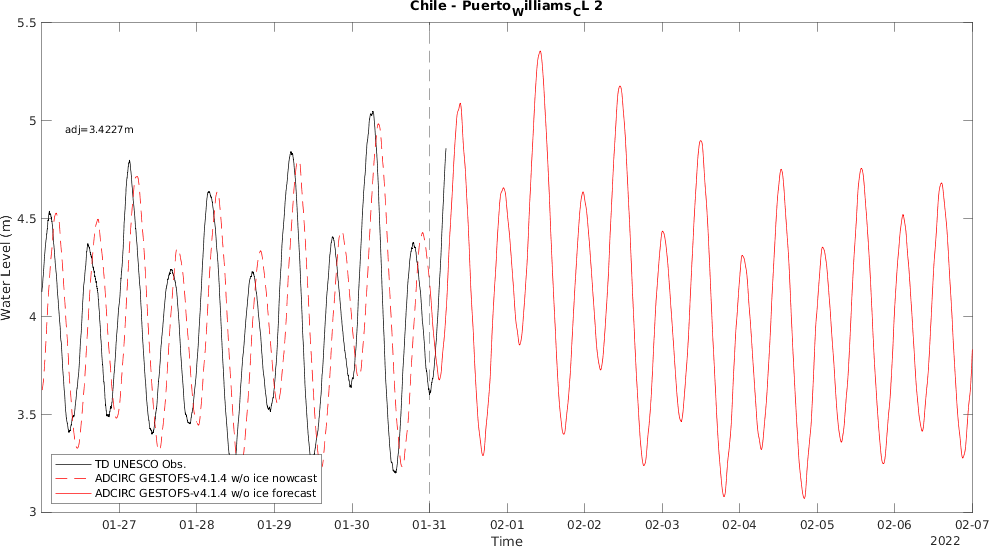 Chile - PuertoWilliamsCL 2
5.5
5
4.5
4
3.5
3
Water Level (m)
adj=3.4227m
TD UNESCO Obs.
ADCIRC GESTOFS-v4.1.4 w/o ice nowcast
ADCIRC GESTOFS-v4.1.4 w/o ice forecast
01-27 01-28 01-29 01-30 01-31 02-01 02-02 02-03 02-04 02-05 02-06 02-07
Time
2022